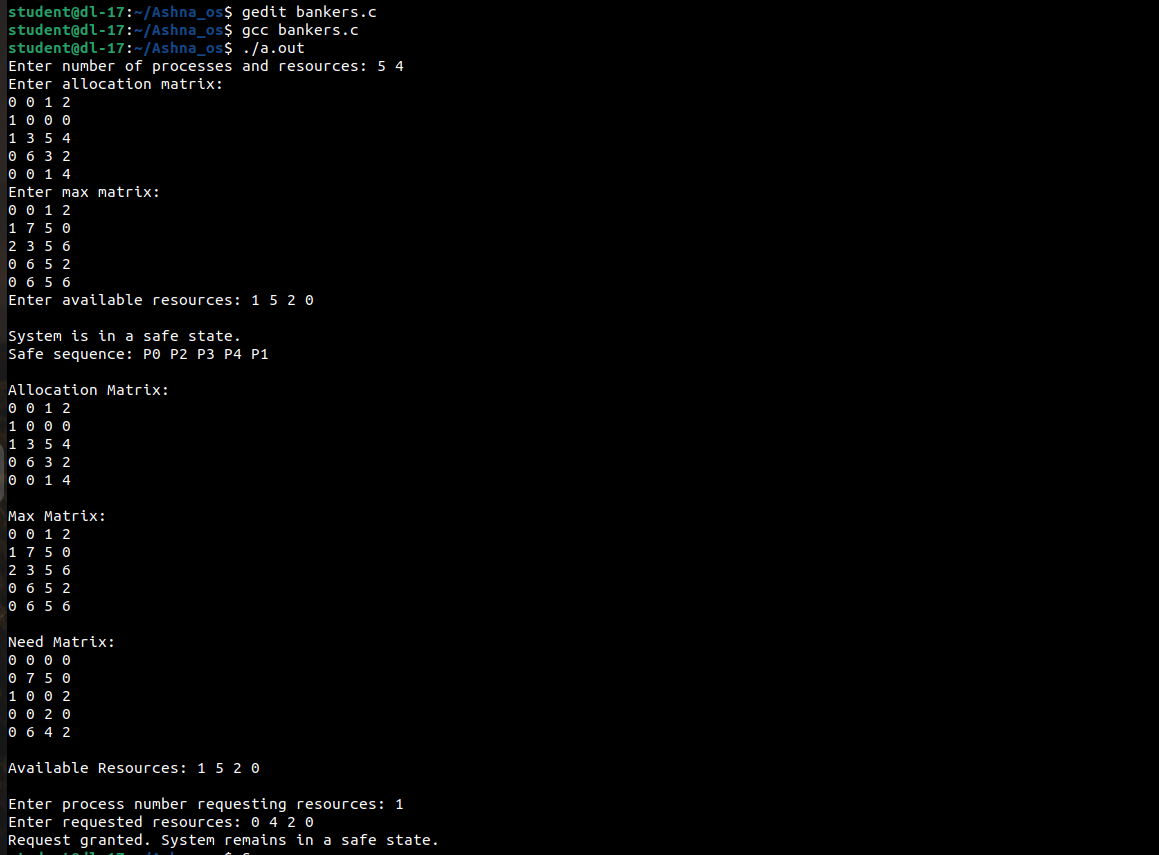 student@dl-17:~/Ashna_os$ gedit bankers.c
student@dl-17:~/Ashna_os$ gcc bankers.c
student@dl-17:~/Ashna_os$ ./a.out
Enter number of processes and resources: 5 4
Enter allocation matrix:
0 0 1 2
1 0 0 0
1 3 5 4
0 6 3 2
0 0 1 4
Enter max matrix:
0 0 1 2
1 7 5 0
2 3 5 6
0 6 5 2
0 6 5 6
Enter available resources: 1 5 2 0
System is in a safe state.
Safe sequence: P0 P2 P3 P4 P1
Allocation Matrix:
0 0 1 2
1 0 0 0
1 3 5 4
0 6 3 2
0 0 1 4
Max Matrix:
0 0 1 2
1 7 5 0
2 3 5 6
0 6 5 2
0 6 5 6
Need Matrix:
0 0 0 0
0 7 5 0
1 0 0 2
0 0 2 0
0 6 4 2
Available Resources: 1 5 2 0
Enter process number requesting resources: 1
Enter requested resources: 0 4 2 0
Request granted. System remains in a safe state.